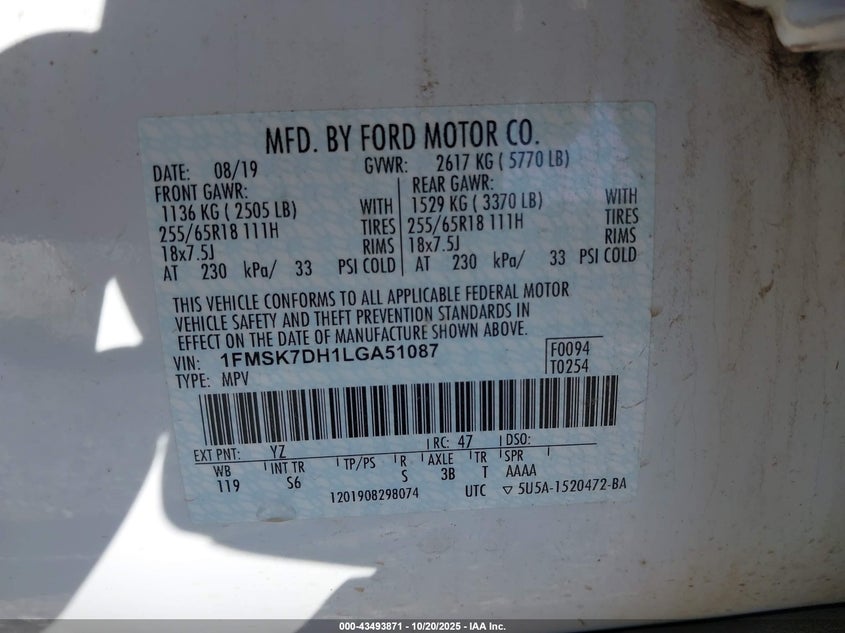 MFD. BY FORD MOTOR CO.
DATE: 08/19 GVWR: 2617 KG ( 5770 LB)
FRONT GAWR: REAR GAWR:
1136 KG ( 2505 LB) WITH 1529 KG ( 3370 LB) WITH
255/65R18 111H TIRES 255/65R18 111H TIRES
18x7.5J RIMS 18x7.5J RIMS
AT 230 kPa/ 33 PSI COLD AT 230 kPa/ 33 PSI COLD
THIS VEHICLE CONFORMS TO ALL APPLICABLE FEDERAL MOTOR
VEHICLE SAFETY AND THEFT PREVENTION STANDARDS IN
EFFECT ON THE DATE OF MANUFACTURE SHOWN ABOVE.
VIN: 1FMSK7DH1LGA51087 F0094
TYPE: MPV T0254
EXT PNT: YZ RC: 47 DSO:
WB INT TR TP/PS R AXLE TR SPR
119 S6 S 3B T AAAA
1201908298074 UTC ▽ 5U5A-1520472-BA
000-43493871 - 10/20/2025 - IAA Inc.